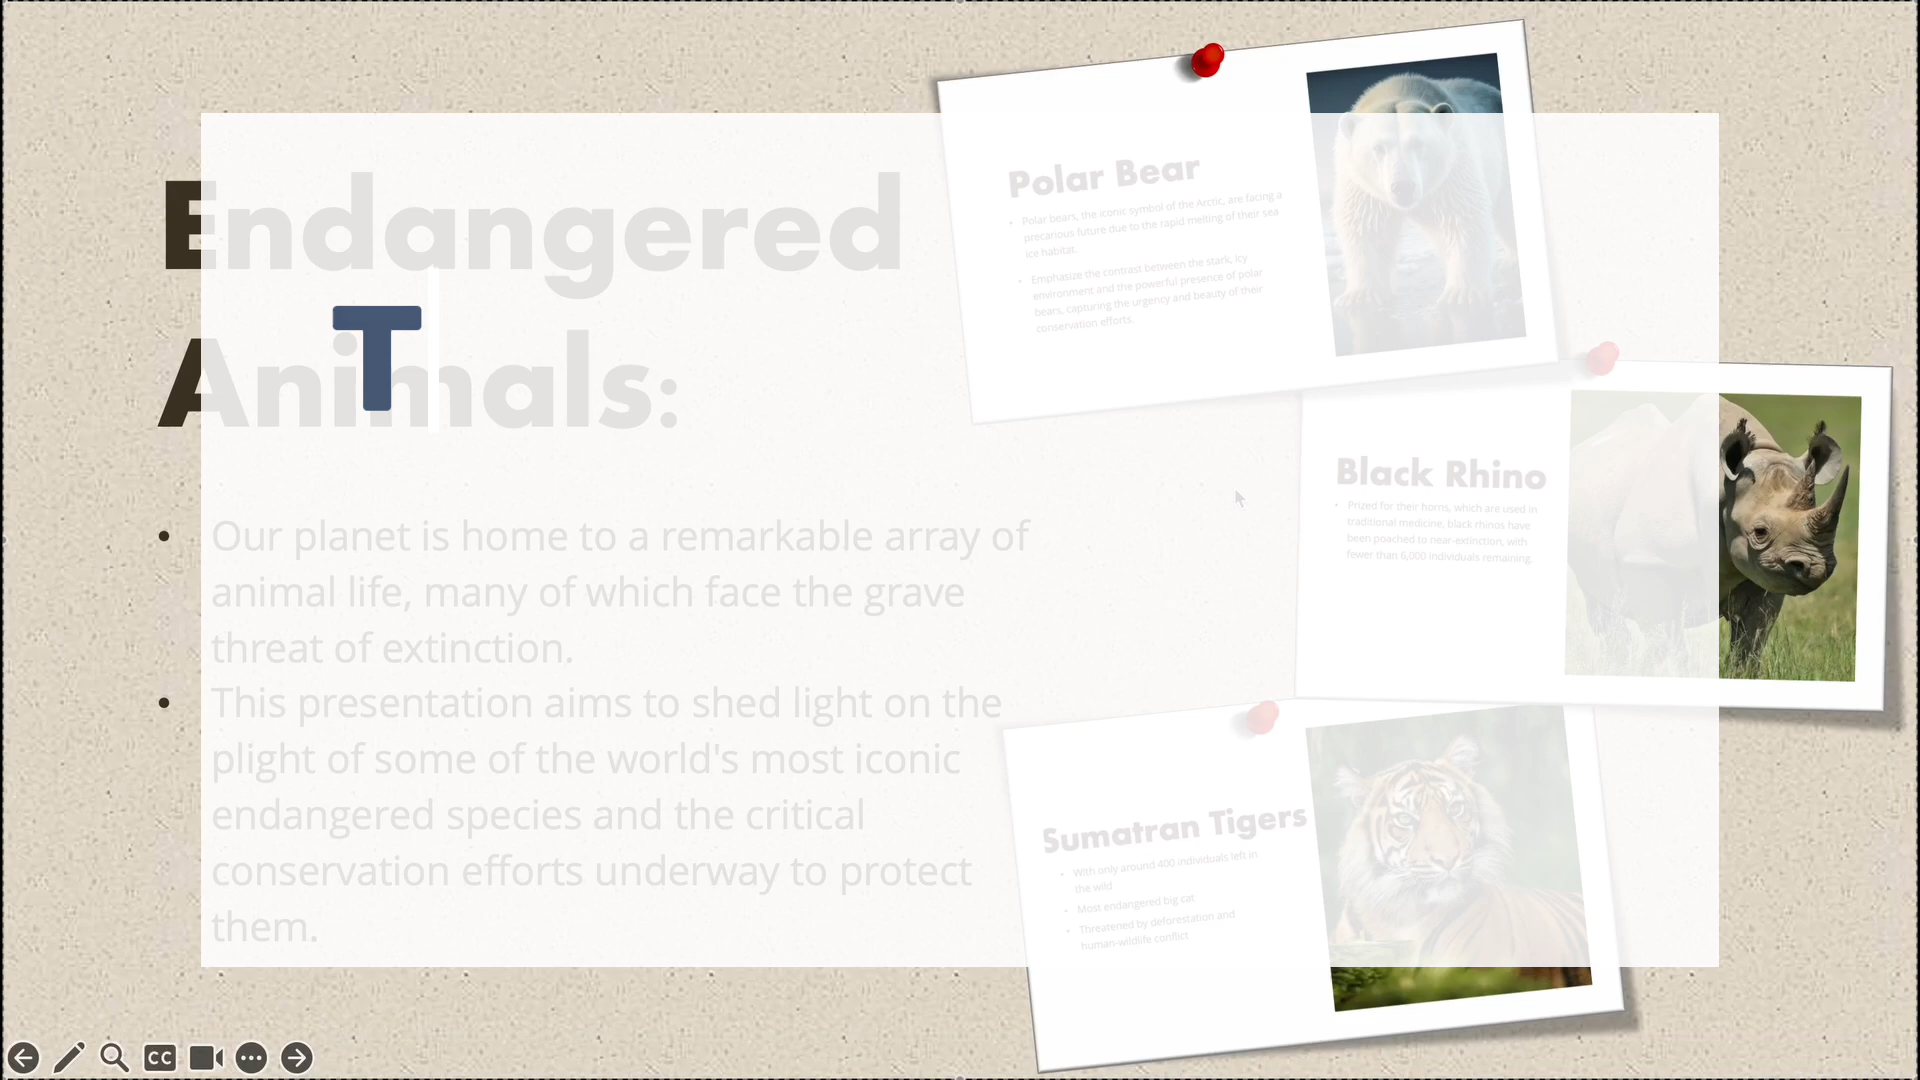 Endangered
Animals:
T
• Our planet is home to a remarkable array of
animal life, many of which face the grave
threat of extinction.
• This presentation aims to shed light on the
plight of some of the world's most iconic
endangered species and the critical
conservation efforts underway to protect
them.
Polar Bear
• Polar bears, the iconic symbol of the Arctic, are facing a
precarious future due to the rapid melting of their sea
ice habitat.
• Emphasize the contrast between the stark, icy
environment and the powerful presence of polar
bears, capturing the urgency and beauty of their
conservation efforts.
Black Rhino
• Prized for their horns, which are used in
traditional medicine, black rhinos have
been poached to near-extinction, with
fewer than 6,000 individuals remaining.
Sumatran Tigers
• With only around 400 individuals left in
the wild
• Most endangered big cat
• Threatened by deforestation and
human-wildlife conflict
CC